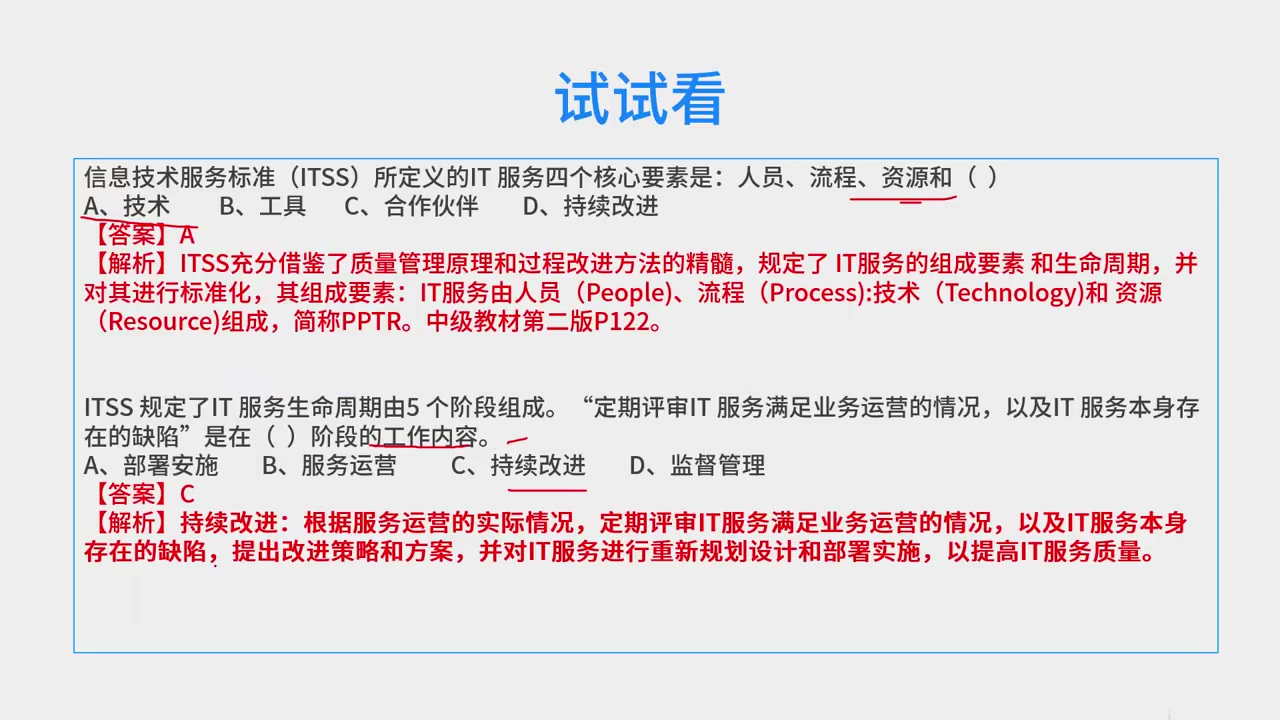 试试看
信息技术服务标准（ITSS）所定义的IT 服务四个核心要素是：人员、流程、资源和（ ）
A、技术 B、工具 C、合作伙伴 D、持续改进
【答案】A
【解析】ITSS充分借鉴了质量管理原理和过程改进方法的精髓，规定了 IT服务的组成要素 和生命周期，并
对其进行标准化，其组成要素：IT服务由人员（People)、流程（Process):技术（Technology)和 资源
（Resource)组成，简称PPTR。中级教材第二版P122。
ITSS 规定了IT 服务生命周期由5 个阶段组成。“定期评审IT 服务满足业务运营的情况，以及IT 服务本身存
在的缺陷”是在（ ）阶段的工作内容。
A、部署安施 B、服务运营 C、持续改进 D、监督管理
【答案】C
【解析】持续改进：根据服务运营的实际情况，定期评审IT服务满足业务运营的情况，以及IT服务本身
存在的缺陷，提出改进策略和方案，并对IT服务进行重新规划设计和部署实施，以提高IT服务质量。